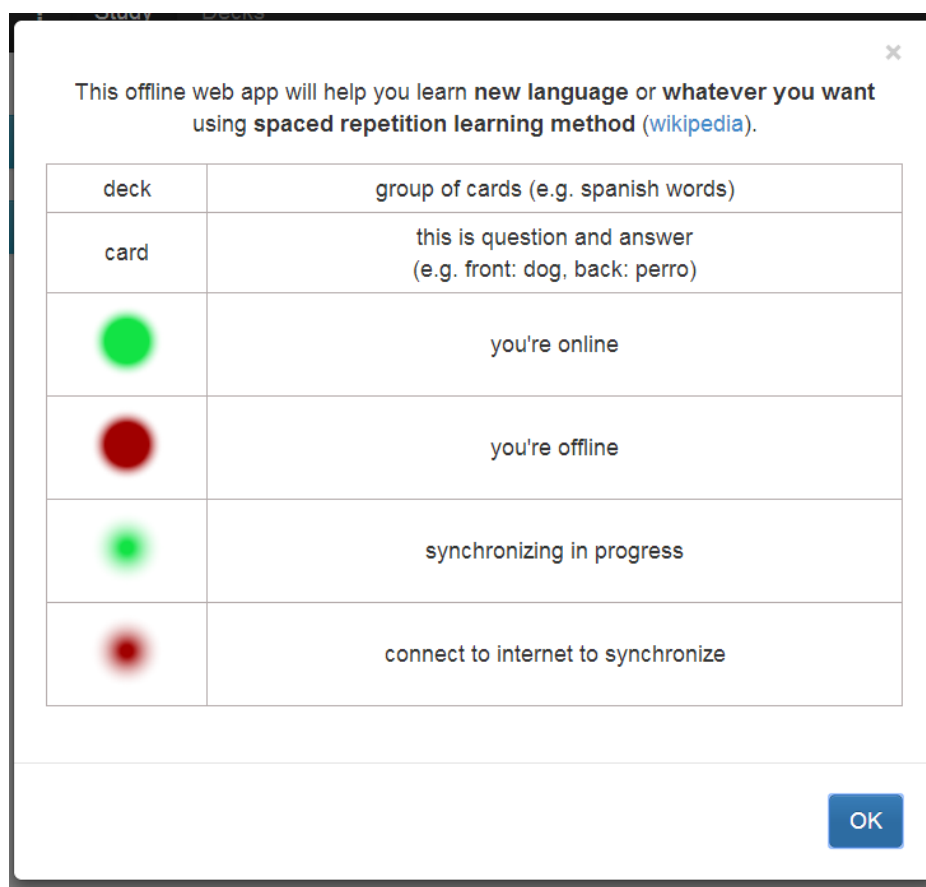 Study Decks
×
This offline web app will help you learn new language or whatever you want
using spaced repetition learning method (wikipedia).
deck group of cards (e.g. spanish words)
card this is question and answer
(e.g. front: dog, back: perro)
you're online
you're offline
synchronizing in progress
connect to internet to synchronize
OK